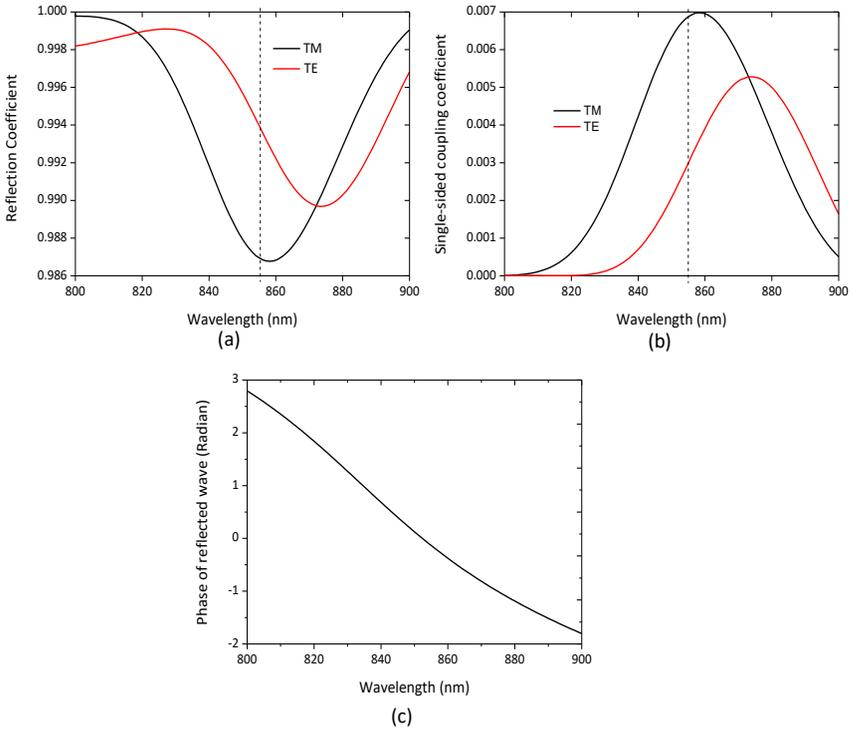 Reflection Coefficient
1.000
0.998
0.996
0.994
0.992
0.990
0.988
0.986
TM
TE
800 820 840 860 880 900
Wavelength (nm)
(a)
Single-sided coupling coefficient
0.007
0.006
0.005
0.004
0.003
0.002
0.001
0.000
TM
TE
800 820 840 860 880 900
Wavelength (nm)
(b)
Phase of reflected wave (Radian)
3
2
1
0
-1
-2
800 820 840 860 880 900
Wavelength (nm)
(c)